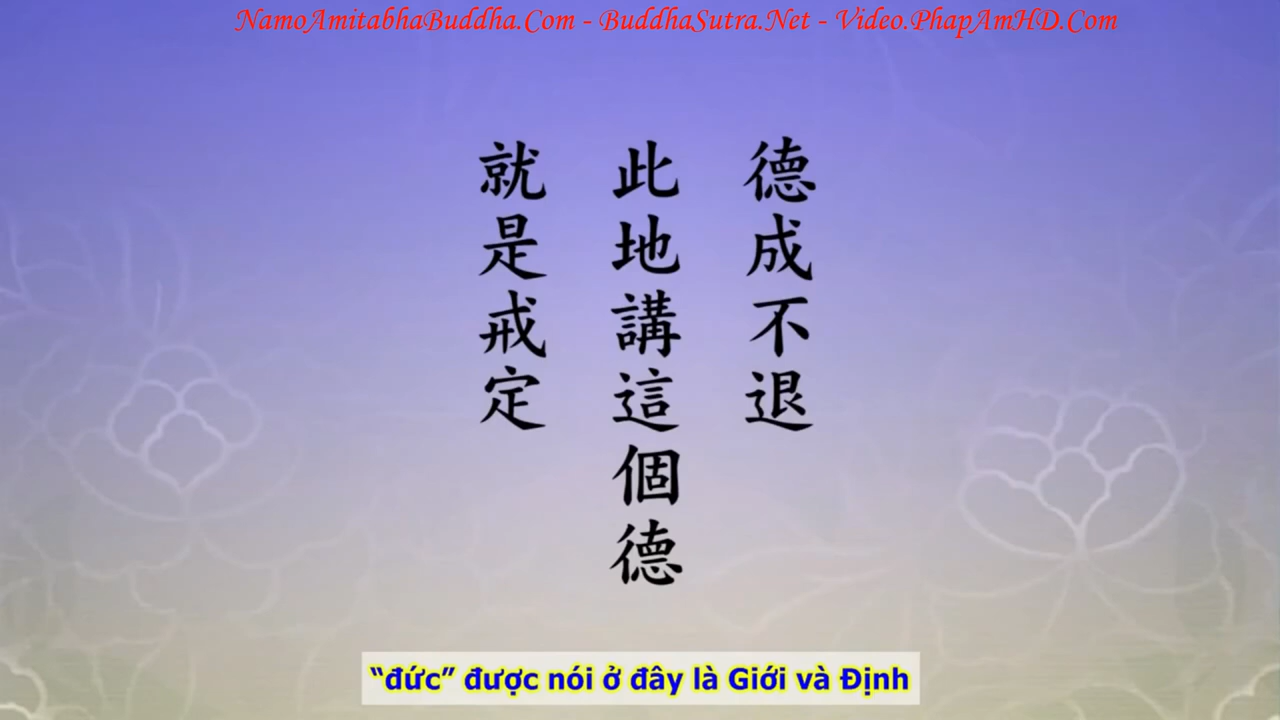 NamoAmitabhaBuddha.Com - BuddhaSutra.Net - Video.PhapAmHD.Com
德成不退
此地講這個德
就是戒定
“đức” được nói ở đây là Giới và Định